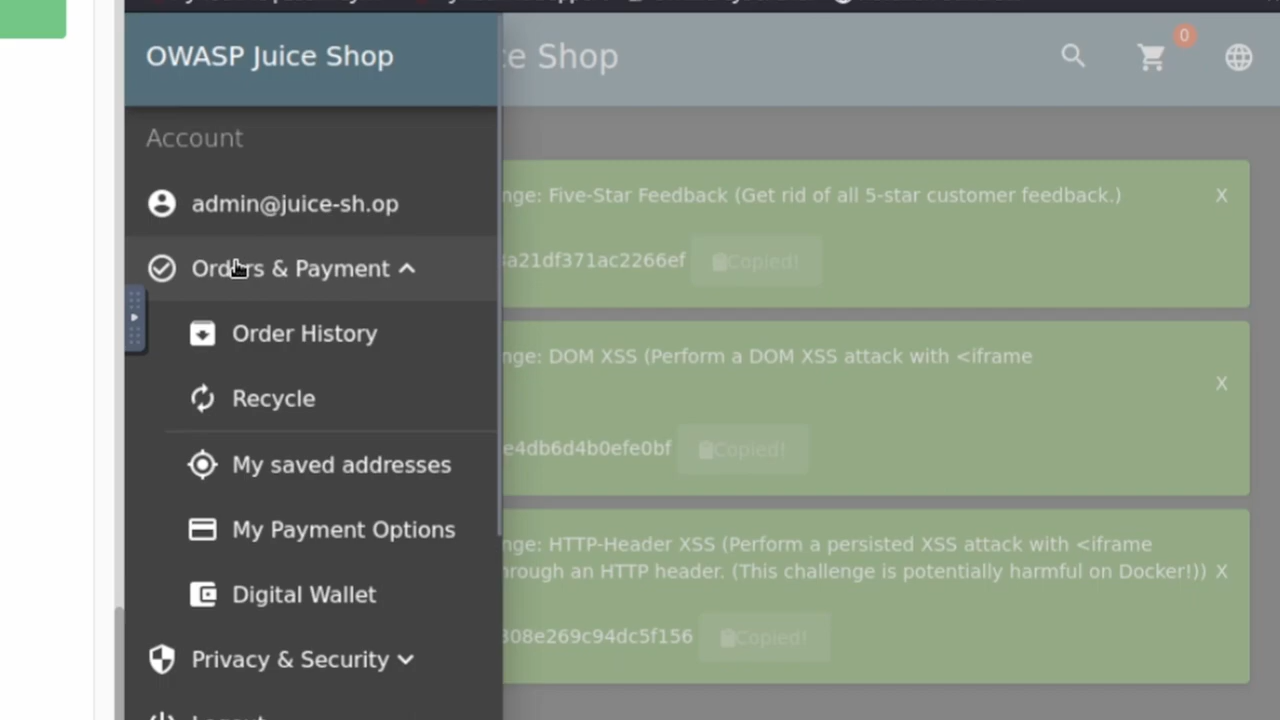 OWASP Juice Shop
ce Shop
0
Account
admin@juice-sh.op
Orders & Payment
Order History
Recycle
My saved addresses
My Payment Options
Digital Wallet
Privacy & Security
Logout
nge: Five-Star Feedback (Get rid of all 5-star customer feedback.)
X
a21df371ac2266ef
Copied!
nge: DOM XSS (Perform a DOM XSS attack with <iframe
X
e4db6d4b0efe0bf
Copied!
nge: HTTP-Header XSS (Perform a persisted XSS attack with <iframe
hrough an HTTP header. (This challenge is potentially harmful on Docker!))
X
308e269c94dc5f156
Copied!